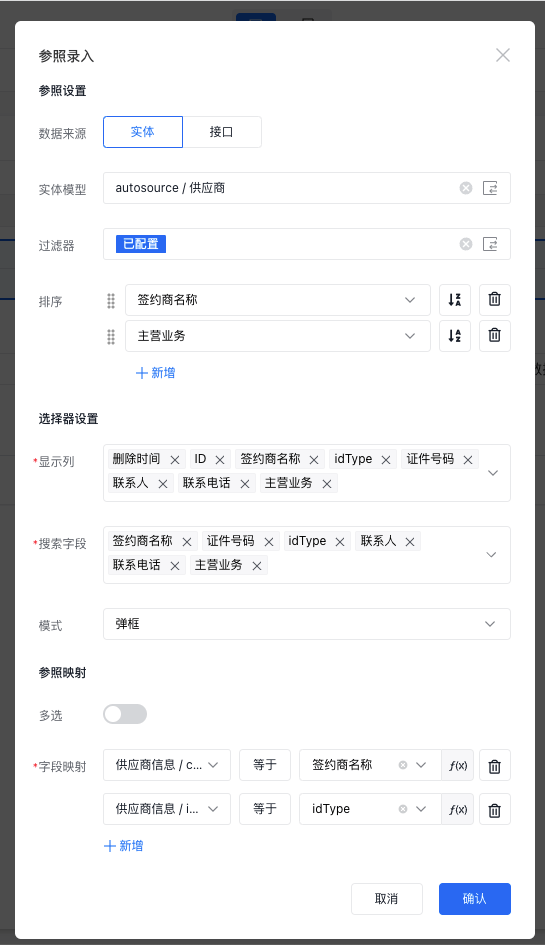 参照录入
参照设置
数据来源 实体 接口
实体模型 autosource / 供应商
过滤器 已配置
排序 签约商名称
主营业务
新增
选择器设置
*显示列 删除时间 ID 签约商名称 idType 证件号码
联系人 联系电话 主营业务
*搜索字段 签约商名称 证件号码 idType 联系人
联系电话 主营业务
模式 弹框
参照映射
多选
*字段映射 供应商信息 / c... 等于 签约商名称 f(x)
供应商信息 / i... 等于 idType f(x)
新增
取消 确认